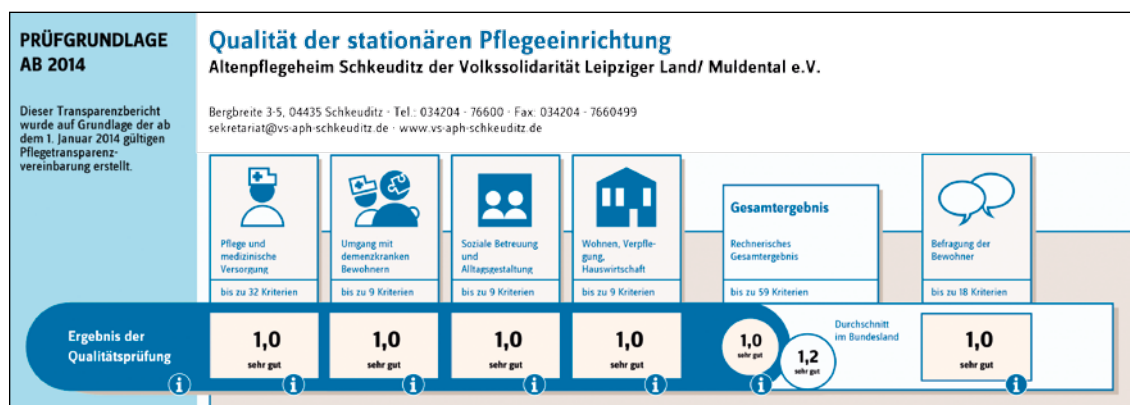 PRÜFGRUNDLAGE
AB 2014
Dieser Transparenzbericht
wurde auf Grundlage der ab
dem 1. Januar 2014 gültigen
Pflegetransparenz-
vereinbarung erstellt.
Qualität der stationären Pflegeeinrichtung
Altenpflegeheim Schkeuditz der Volkssolidarität Leipziger Land/ Muldental e.V.
Bergbreite 3-5, 04435 Schkeuditz · Tel.: 034204 - 76600 · Fax: 034204 - 7660499
sekretariat@vs-aph-schkeuditz.de · www.vs-aph-schkeuditz.de
Pflege und
medizinische
Versorgung
bis zu 32 Kriterien
Umgang mit
demenzkranken
Bewohnern
bis zu 9 Kriterien
Soziale Betreuung
und
Alltagsgestaltung
bis zu 9 Kriterien
Wohnen, Verpfle-
gung,
Hauswirtschaft
bis zu 9 Kriterien
Gesamtergebnis
Rechnerisches
Gesamtergebnis
bis zu 59 Kriterien
Befragung der
Bewohner
bis zu 18 Kriterien
Ergebnis der
Qualitätsprüfung
i
1,0
sehr gut
i
1,0
sehr gut
i
1,0
sehr gut
i
1,0
sehr gut
i
1,0
sehr gut
i
1,2
sehr gut
Durchschnitt
im Bundesland
1,0
sehr gut
i